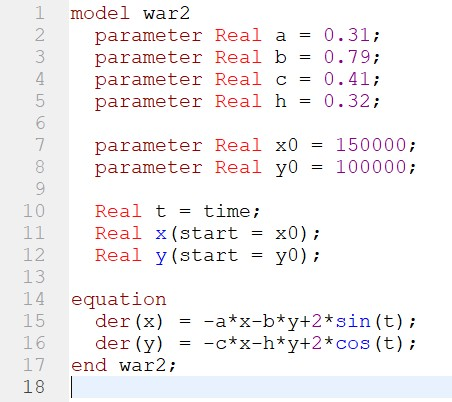 1 model war2
2   parameter Real a = 0.31;
3   parameter Real b = 0.79;
4   parameter Real c = 0.41;
5   parameter Real h = 0.32;
6
7   parameter Real x0 = 150000;
8   parameter Real y0 = 100000;
9
10   Real t = time;
11   Real x(start = x0);
12   Real y(start = y0);
13
14 equation
15   der(x) = -a*x-b*y+2*sin(t);
16   der(y) = -c*x-h*y+2*cos(t);
17 end war2;
18